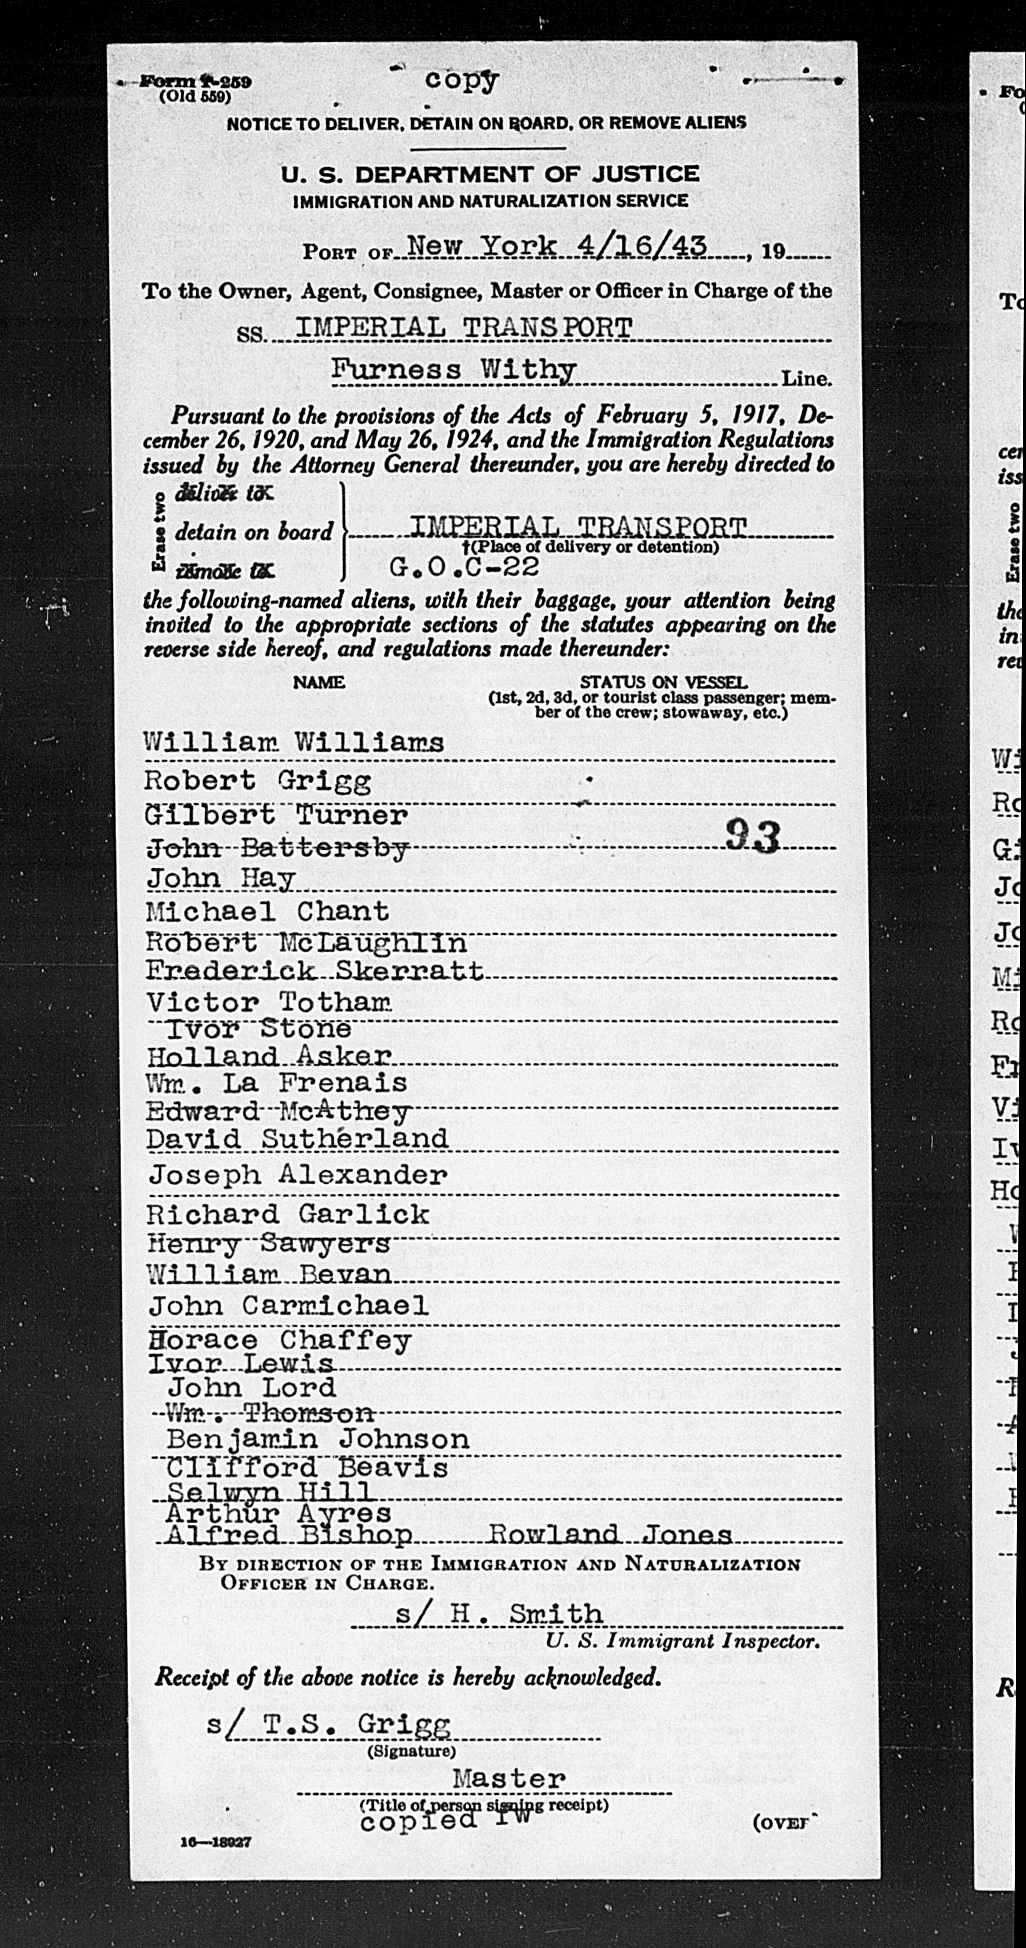 Form I-259
(Old 559)
copy
NOTICE TO DELIVER, DETAIN ON BOARD, OR REMOVE ALIENS
U. S. DEPARTMENT OF JUSTICE
IMMIGRATION AND NATURALIZATION SERVICE
PORT OF New York 4/16/43, 19
To the Owner, Agent, Consignee, Master or Officer in Charge of the
SS. IMPERIAL TRANSPORT
Furness Withy Line.
Pursuant to the provisions of the Acts of February 5, 1917, De-
cember 26, 1920, and May 26, 1924, and the Immigration Regulations
issued by the Attorney General thereunder, you are hereby directed to
Erase two
deliver to
detain on board IMPERIAL TRANSPORT
†(Place of delivery or detention)
remove to G.O.C-22
the following-named aliens, with their baggage, your attention being
invited to the appropriate sections of the statutes appearing on the
reverse side hereof, and regulations made thereunder:
NAME STATUS ON VESSEL
(1st, 2d, 3d, or tourist class passenger; mem-
ber of the crew; stowaway, etc.)
William Williams
Robert Grigg
Gilbert Turner
John Battersby 93
John Hay
Michael Chant
Robert McLaughlin
Frederick Skerratt
Victor Totham
Ivor Stone
Holland Asker
Wm. La Frenais
Edward McAthey
David Sutherland
Joseph Alexander
Richard Garlick
Henry Sawyers
William Bevan
John Carmichael
Horace Chaffey
Ivor Lewis
John Lord
Wm. Thomson
Benjamin Johnson
Clifford Beavis
Selwyn Hill
Arthur Ayres
Alfred Bishop Rowland Jones
BY DIRECTION OF THE IMMIGRATION AND NATURALIZATION
OFFICER IN CHARGE.
s/ H. Smith
U. S. Immigrant Inspector.
Receipt of the above notice is hereby acknowledged.
s/ T.S. Grigg
(Signature)
Master
(Title of person signing receipt)
copied IW
(OVER
16—18927